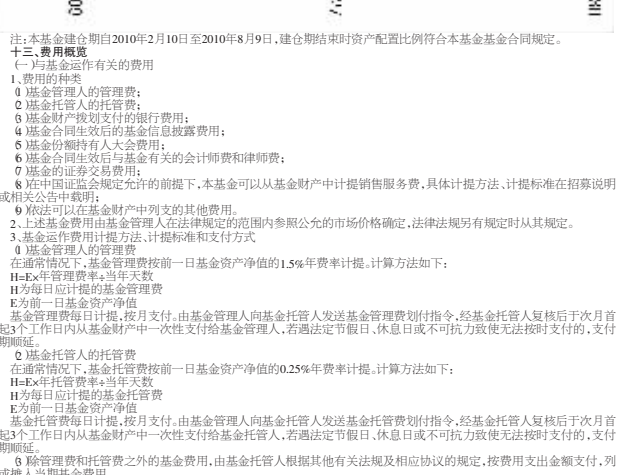 注：本基金建仓期自2010年2月10日至2010年8月9日，建仓期结束时资产配置比例符合本基金基金合同规定。
十三、费用概览
(一)与基金运作有关的费用
1、费用的种类
(1)基金管理人的管理费；
(2)基金托管人的托管费；
(3)基金财产拨划支付的银行费用；
(4)基金合同生效后的基金信息披露费用；
(5)基金份额持有人大会费用；
(6)基金合同生效后与基金有关的会计师费和律师费；
(7)基金的证券交易费用；
(8)在中国证监会规定允许的前提下，本基金可以从基金财产中计提销售服务费，具体计提方法、计提标准在招募说明
或相关公告中载明；
(9)依法可以在基金财产中列支的其他费用。
2、上述基金费用由基金管理人在法律规定的范围内参照公允的市场价格确定，法律法规另有规定时从其规定。
3、基金运作费用计提方法、计提标准和支付方式
(1)基金管理人的管理费
在通常情况下，基金管理费按前一日基金资产净值的1.5%年费率计提。计算方法如下：
H=E×年管理费率÷当年天数
H为每日应计提的基金管理费
E为前一日基金资产净值
基金管理费每日计提，按月支付。由基金管理人向基金托管人发送基金管理费划付指令，经基金托管人复核后于次月首
起3个工作日内从基金财产中一次性支付给基金管理人，若遇法定节假日、休息日或不可抗力致使无法按时支付的，支付
期顺延。
(2)基金托管人的托管费
在通常情况下，基金托管费按前一日基金资产净值的0.25%年费率计提。计算方法如下：
H=E×年托管费率÷当年天数
H为每日应计提的基金托管费
E为前一日基金资产净值
基金托管费每日计提，按月支付。由基金管理人向基金托管人发送基金托管费划付指令，经基金托管人复核后于次月首
起3个工作日内从基金财产中一次性支付给基金托管人，若遇法定节假日、休息日或不可抗力致使无法按时支付的，支付
期顺延。
(3)除管理费和托管费之外的基金费用，由基金托管人根据其他有关法规及相应协议的规定，按费用支出金额支付，列
或摊入当期基金费用